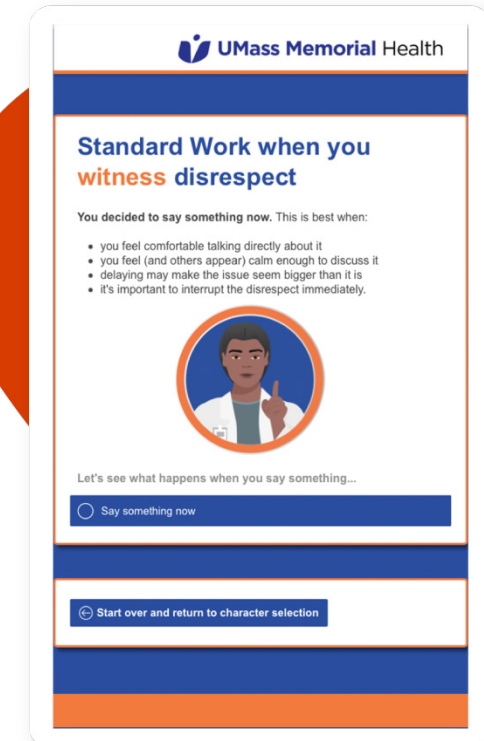 UMass Memorial Health
Standard Work when you
witness disrespect
You decided to say something now. This is best when:
you feel comfortable talking directly about it
you feel (and others appear) calm enough to discuss it
delaying may make the issue seem bigger than it is
it's important to interrupt the disrespect immediately.
Let's see what happens when you say something...
Say something now
Start over and return to character selection